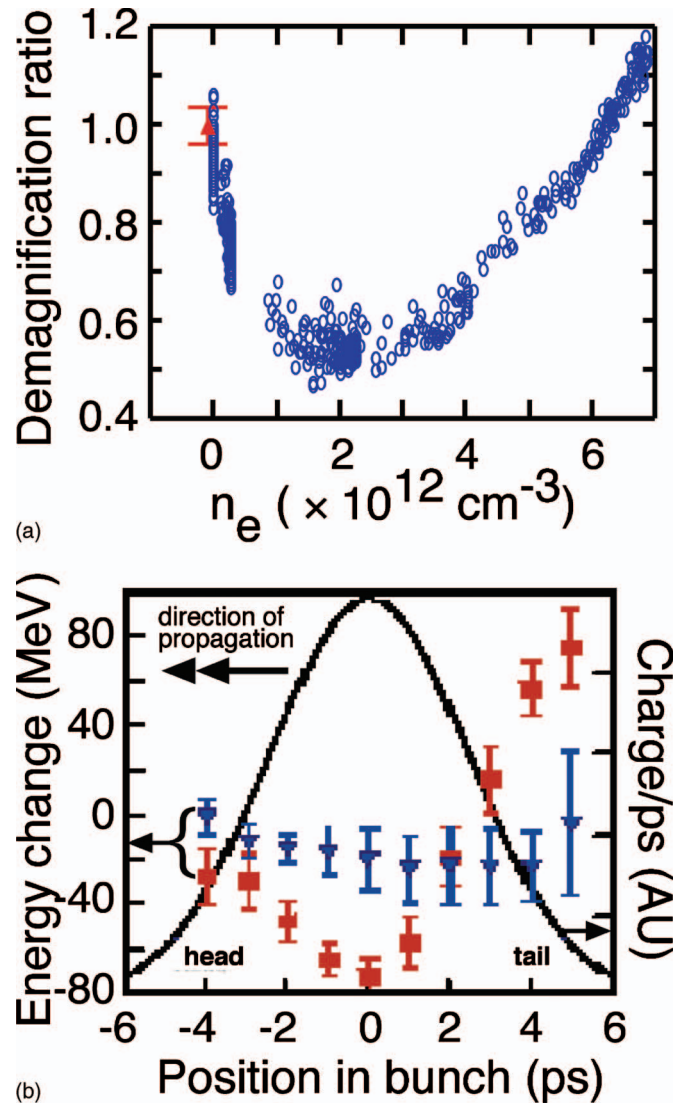 1.2
1.0
0.8
0.6
0.4
Demagnification ratio
0 2 4 6
nₑ ( × 10¹² cm⁻³)
(a)
80
40
0
-40
-80
Energy change (MeV)
direction of
propagation
head
tail
Charge/ps (AU)
-6 -4 -2 0 2 4 6
Position in bunch (ps)
(b)